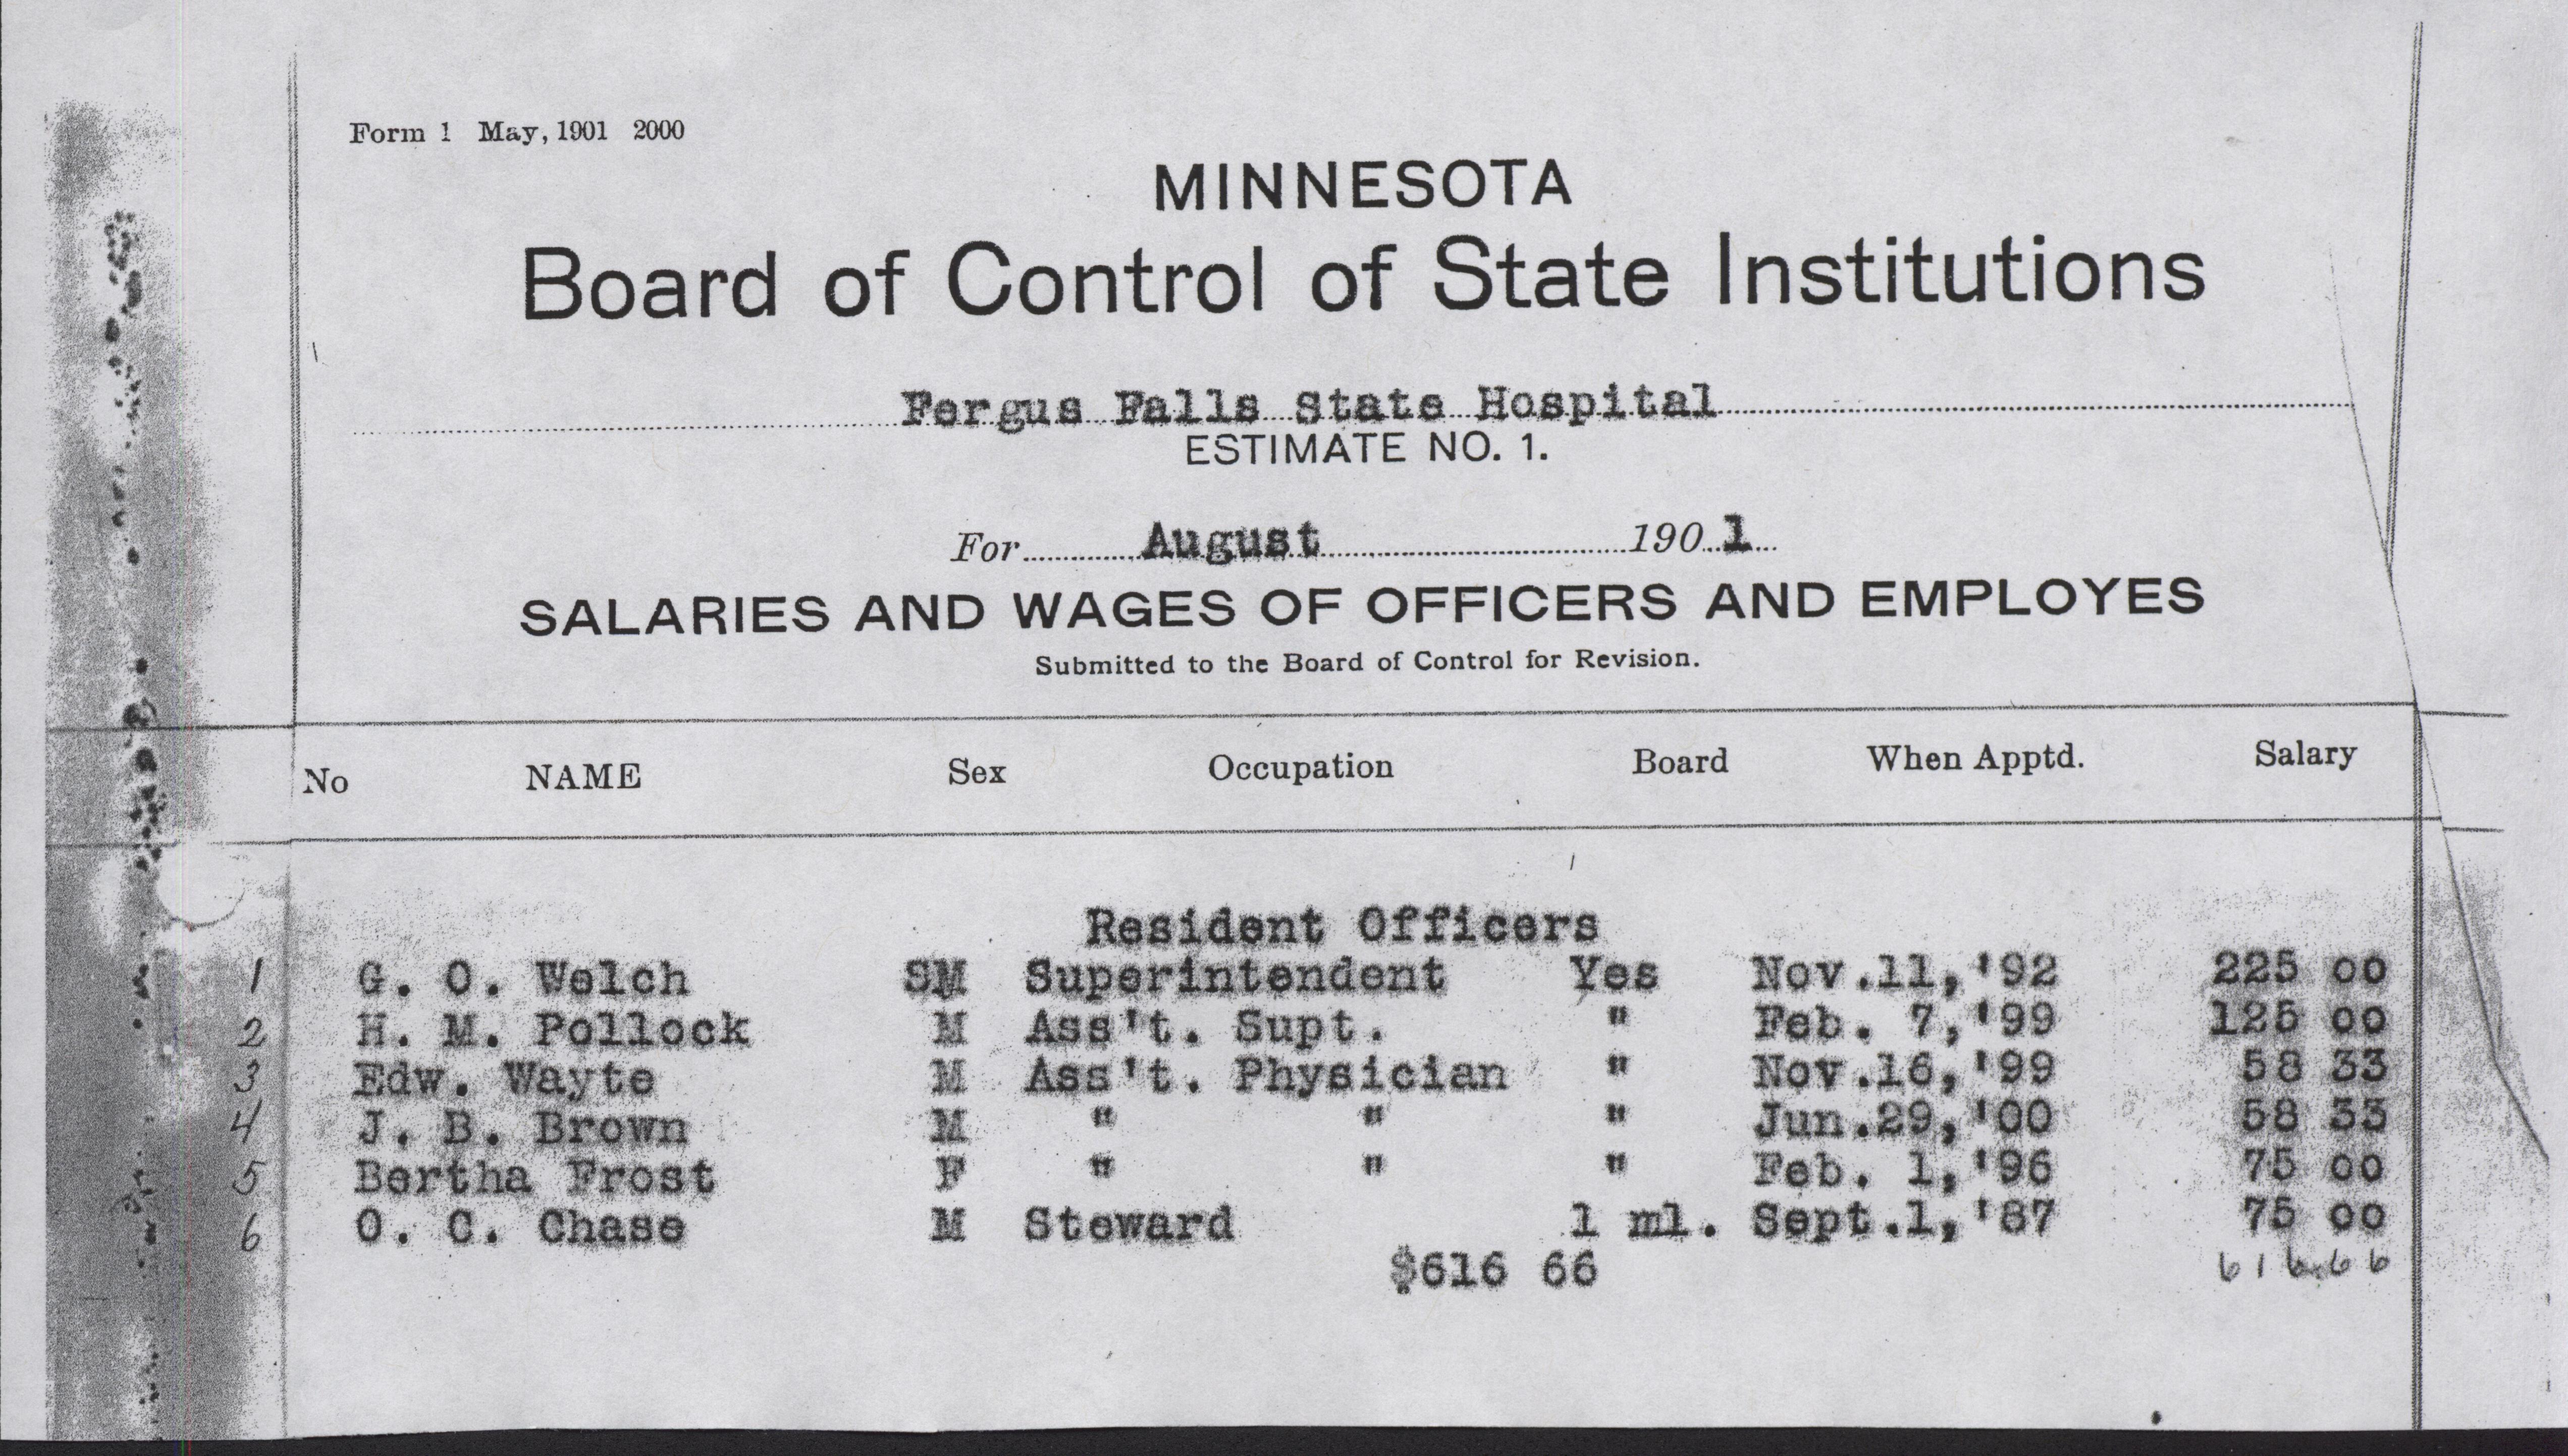 Form 1 May, 1901 2000
MINNESOTA
Board of Control of State Institutions
Fergus Falls State Hospital
ESTIMATE NO. 1.
For August 190 1
SALARIES AND WAGES OF OFFICERS AND EMPLOYES
Submitted to the Board of Control for Revision.
No NAME Sex Occupation Board When Apptd. Salary
Resident Officers
1 G. O. Welch SM Superintendent Yes Nov.11,'92 225 00
2 H. M. Pollock M Ass't. Supt. " Feb. 7,'99 125 00
3 Edw. Wayte M Ass't. Physician " Nov.16,'99 58 33
4 J. B. Brown M " " " Jun.29,'00 58 33
5 Bertha Frost F " " " Feb. 1,'96 75 00
6 O. C. Chase M Steward 1 ml. Sept.1,'87 75 00
$616 66 616.66